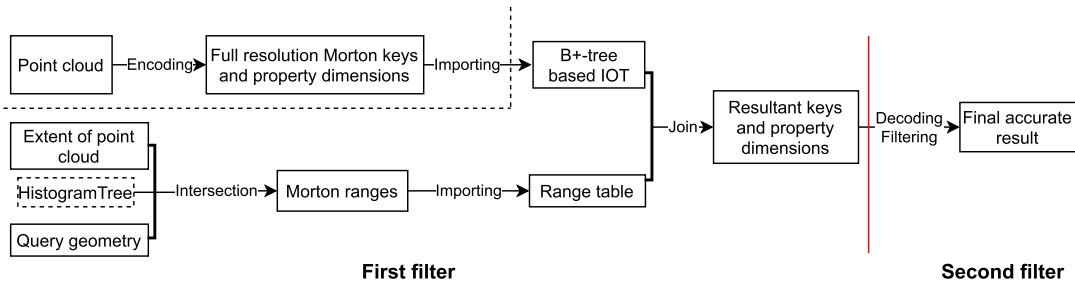 Point cloud
Encoding
Full resolution Morton keys
and property dimensions
Importing
B+-tree
based IOT
Extent of point
cloud
HistogramTree
Query geometry
Intersection
Morton ranges
Importing
Range table
Join
Resultant keys
and property
dimensions
Decoding
Filtering
Final accurate
result
First filter
Second filter